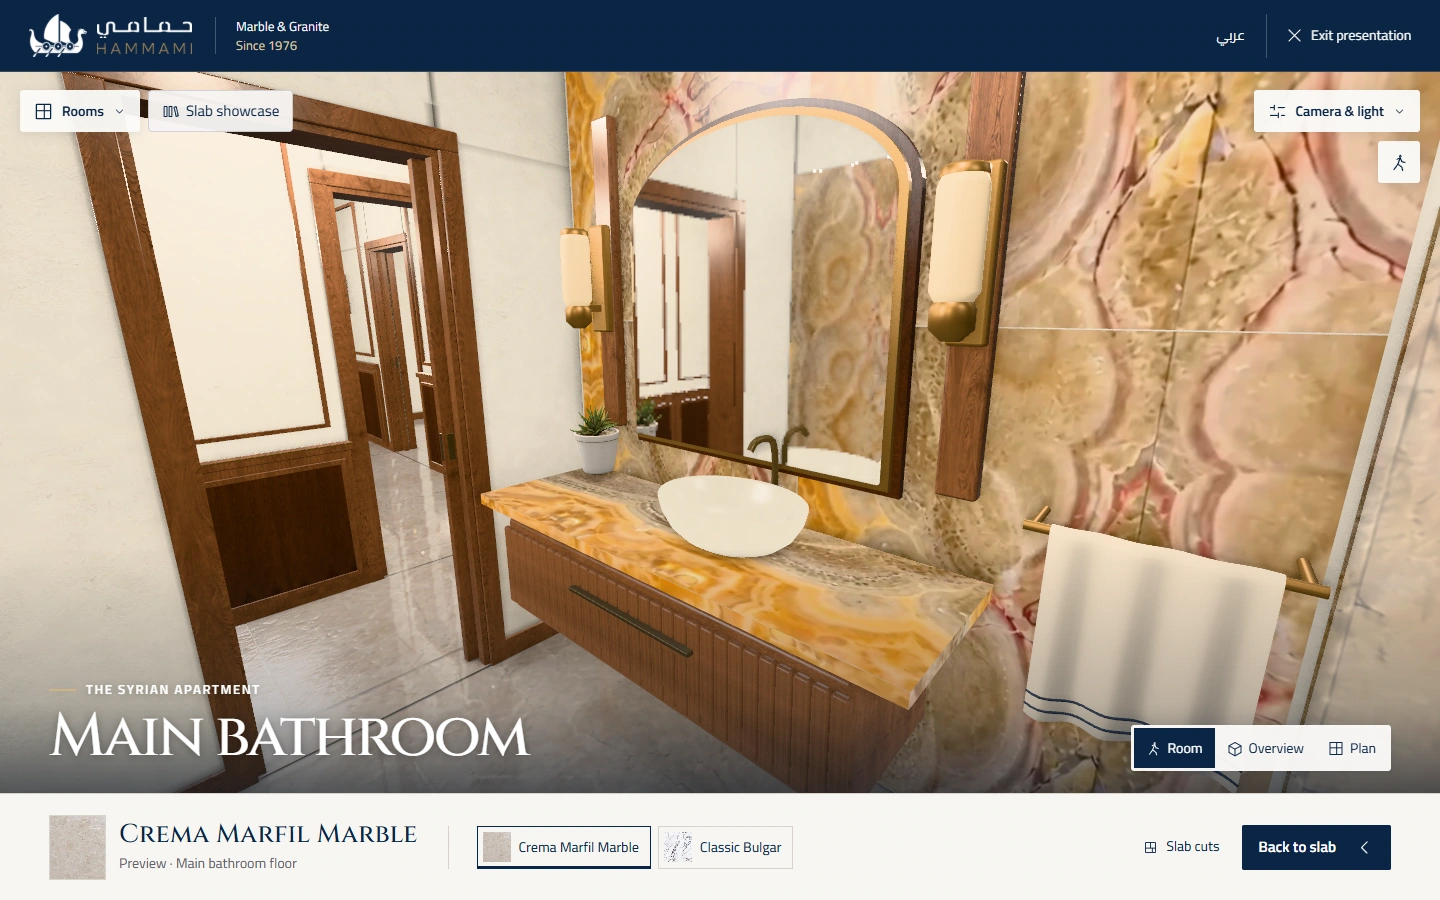 حمامي
HAMMAMI
Marble & Granite
Since 1976
عربي
Exit presentation
Rooms
Slab showcase
Camera & light
THE SYRIAN APARTMENT
MAIN BATHROOM
Room
Overview
Plan
CREMA MARFIL MARBLE
Preview · Main bathroom floor
Crema Marfil Marble
Classic Bulgar
Slab cuts
Back to slab